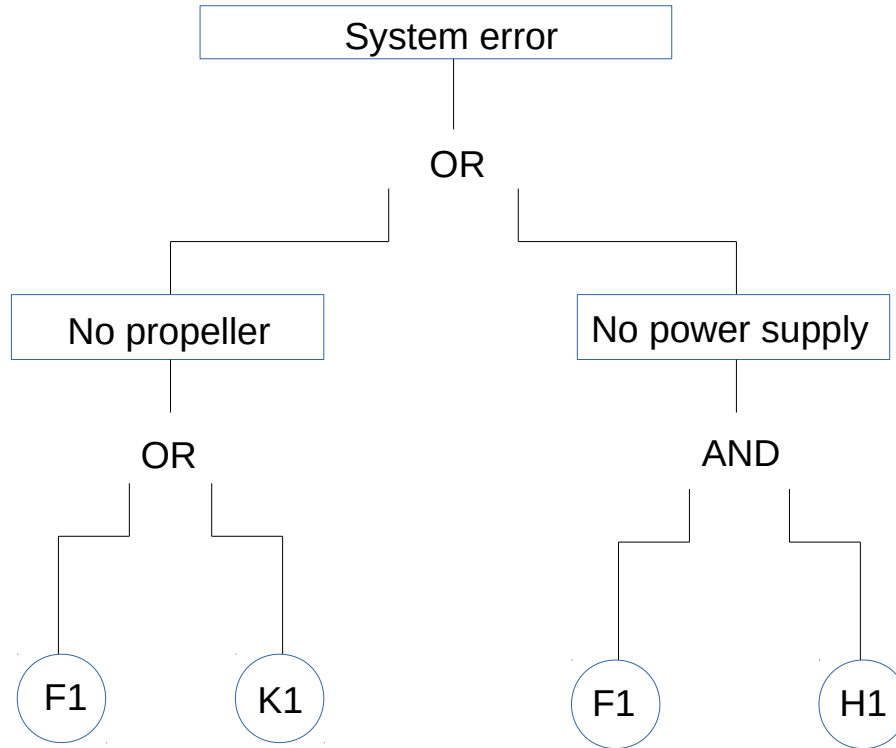 System error
OR
No propeller
No power supply
OR
AND
F1
K1
F1
H1